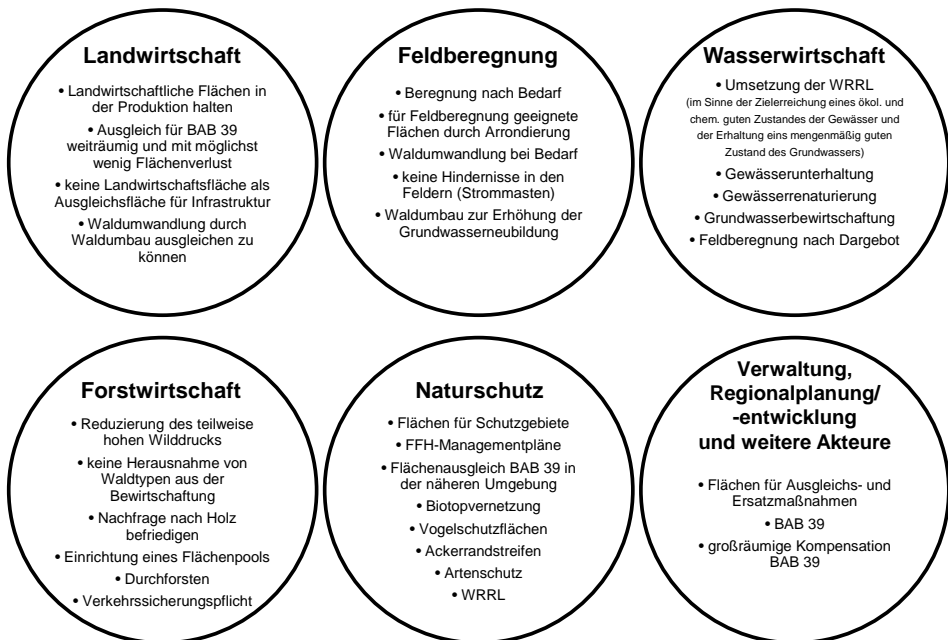 Landwirtschaft
• Landwirtschaftliche Flächen in
der Produktion halten
• Ausgleich für BAB 39
weiträumig und mit möglichst
wenig Flächenverlust
• keine Landwirtschaftsfläche als
Ausgleichsfläche für Infrastruktur
• Waldumwandlung durch
Waldumbau ausgleichen zu
können
Feldberegnung
• Beregnung nach Bedarf
• für Feldberegnung geeignete
Flächen durch Arrondierung
• Waldumwandlung bei Bedarf
• keine Hindernisse in den
Feldern (Strommasten)
• Waldumbau zur Erhöhung der
Grundwasserneubildung
Wasserwirtschaft
• Umsetzung der WRRL
(im Sinne der Zielerreichung eines ökol. und
chem. guten Zustandes der Gewässer und
der Erhaltung eins mengenmäßig guten
Zustand des Grundwassers)
• Gewässerunterhaltung
• Gewässerrenaturierung
• Grundwasserbewirtschaftung
• Feldberegnung nach Dargebot
Forstwirtschaft
• Reduzierung des teilweise
hohen Wilddrucks
• keine Herausnahme von
Waldtypen aus der
Bewirtschaftung
• Nachfrage nach Holz
befriedigen
• Einrichtung eines Flächenpools
• Durchforsten
• Verkehrssicherungspflicht
Naturschutz
• Flächen für Schutzgebiete
• FFH-Managementpläne
• Flächenausgleich BAB 39 in
der näheren Umgebung
• Biotopvernetzung
• Vogelschutzflächen
• Ackerrandstreifen
• Artenschutz
• WRRL
Verwaltung,
Regionalplanung/
-entwicklung
und weitere Akteure
• Flächen für Ausgleichs- und
Ersatzmaßnahmen
• BAB 39
• großräumige Kompensation
BAB 39